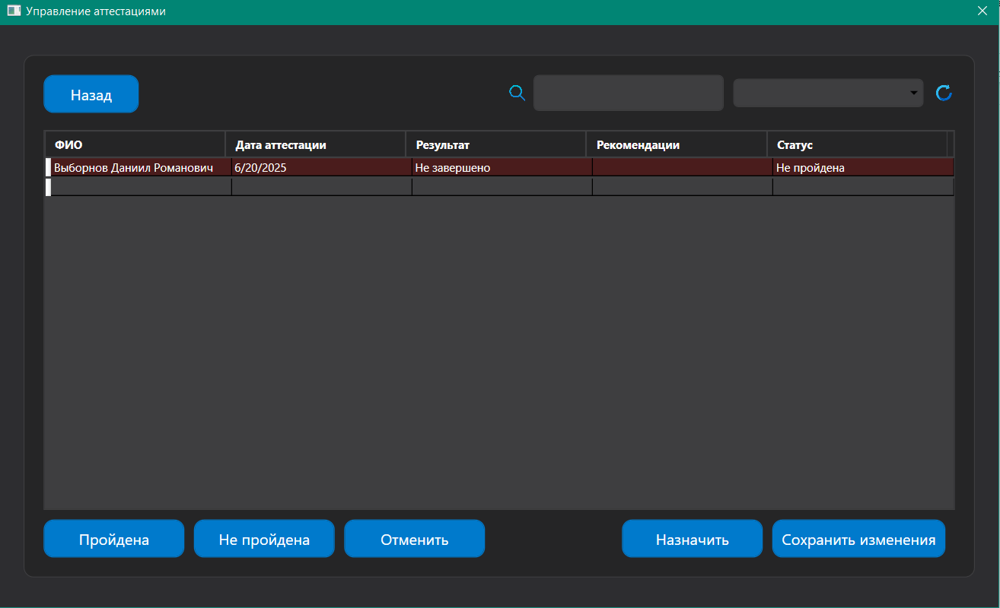 Управление аттестациями
Назад
ФИО Дата аттестации Результат Рекомендации Статус
Выборнов Даниил Романович 6/20/2025 Не завершено Не пройдена
Пройдена Не пройдена Отменить Назначить Сохранить изменения